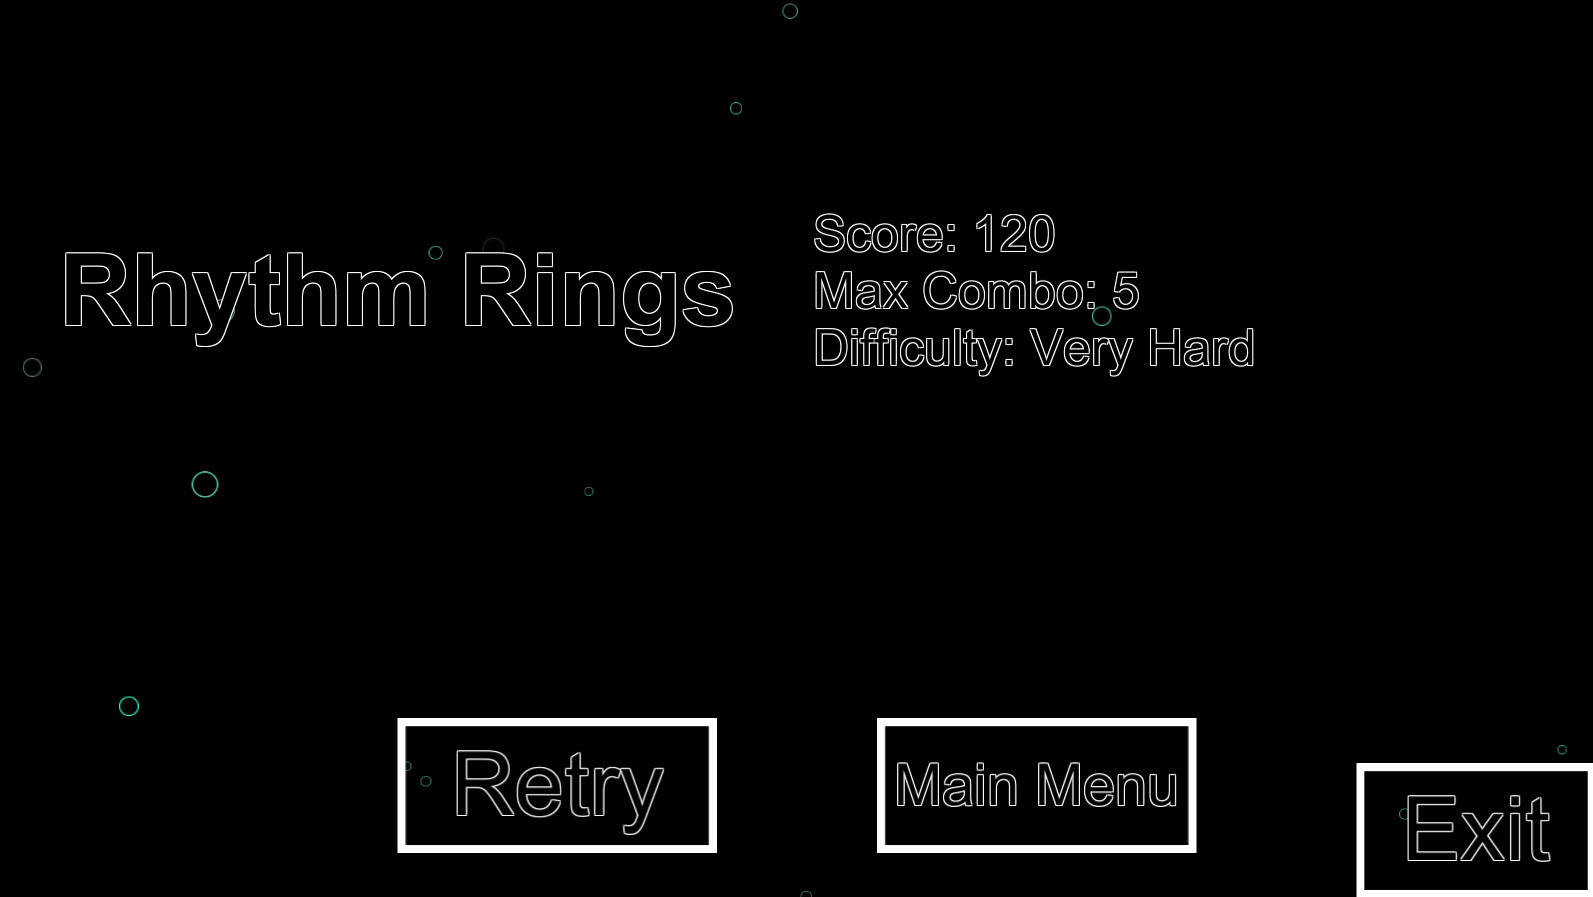 Rhythm Rings
Score: 120
Max Combo: 5
Difficulty: Very Hard
Retry
Main Menu
Exit